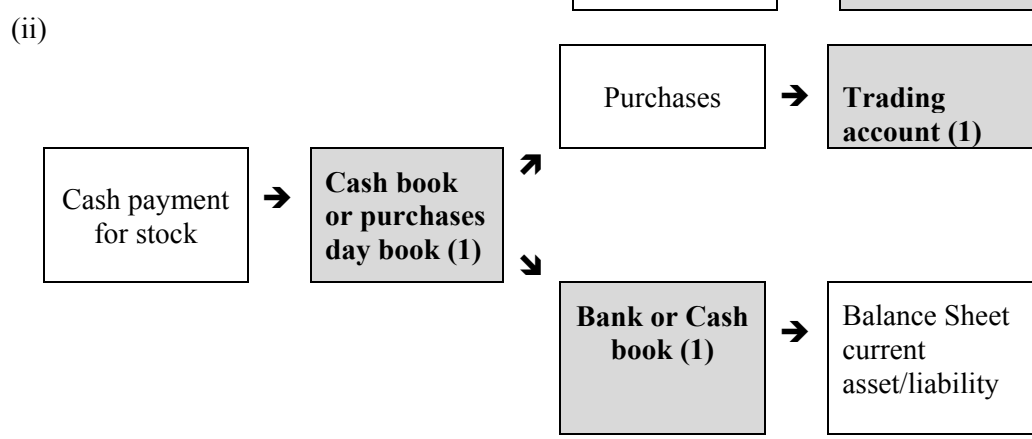 (ii)
Purchases
➔
Trading
account (1)
Cash payment
for stock
➔
Cash book
or purchases
day book (1)
Bank or Cash
book (1)
➔
Balance Sheet
current
asset/liability